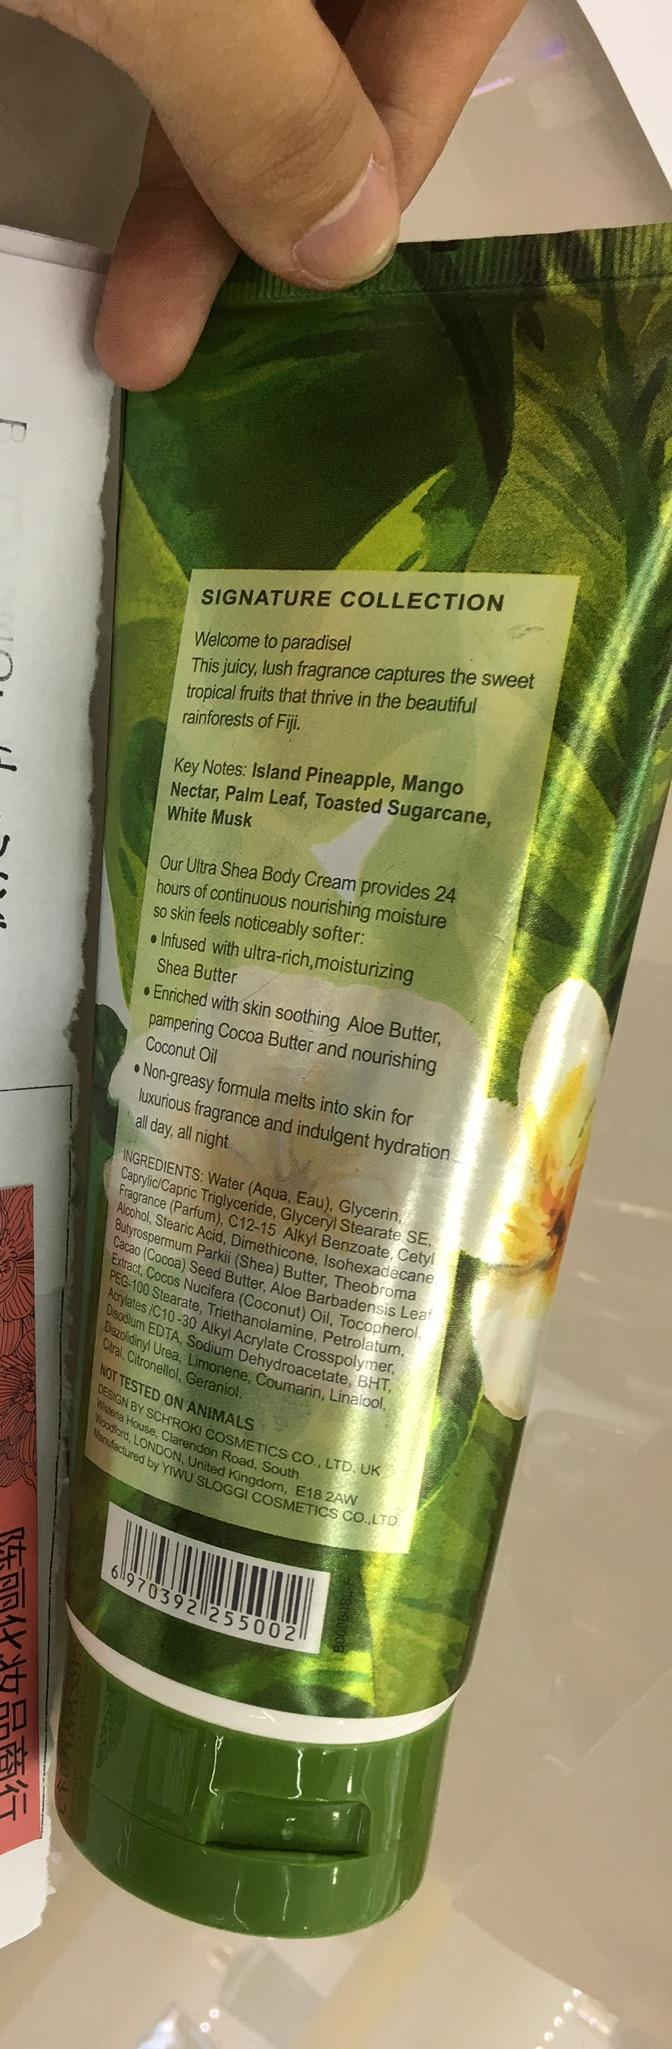 SIGNATURE COLLECTION
Welcome to paradise!
This juicy, lush fragrance captures the sweet
tropical fruits that thrive in the beautiful
rainforests of Fiji.
Key Notes: Island Pineapple, Mango
Nectar, Palm Leaf, Toasted Sugarcane,
White Musk
Our Ultra Shea Body Cream provides 24
hours of continuous nourishing moisture
so skin feels noticeably softer:
• Infused with ultra-rich,moisturizing
Shea Butter
• Enriched with skin soothing Aloe Butter,
pampering Cocoa Butter and nourishing
Coconut Oil
• Non-greasy formula melts into skin for
luxurious fragrance and indulgent hydration
all day, all night
INGREDIENTS: Water (Aqua, Eau), Glycerin,
Caprylic/Capric Triglyceride, Glyceryl Stearate SE,
Fragrance (Parfum), C12-15 Alkyl Benzoate, Cetyl
Alcohol, Stearic Acid, Dimethicone, Isohexadecane,
Butyrospermum Parkii (Shea) Butter, Theobroma
Cacao (Cocoa) Seed Butter, Aloe Barbadensis Leaf
Extract, Cocos Nucifera (Coconut) Oil, Tocopherol,
PEG-100 Stearate, Triethanolamine, Petrolatum,
Acrylates /C10-30 Alkyl Acrylate Crosspolymer,
Disodium EDTA, Sodium Dehydroacetate, BHT,
Diazolidinyl Urea, Limonene, Coumarin, Linalool,
Citral, Citronellol, Geraniol.
NOT TESTED ON ANIMALS
DESIGN BY SCH'ROKI COSMETICS CO., LTD. UK
Wisteria House, Clarendon Road, South
Woodford, LONDON, United Kingdom, E18 2AW
Manufactured by YIWU SLOGGI COSMETICS CO.,LTD.
6 970392 255002
陈丽化妆品商行